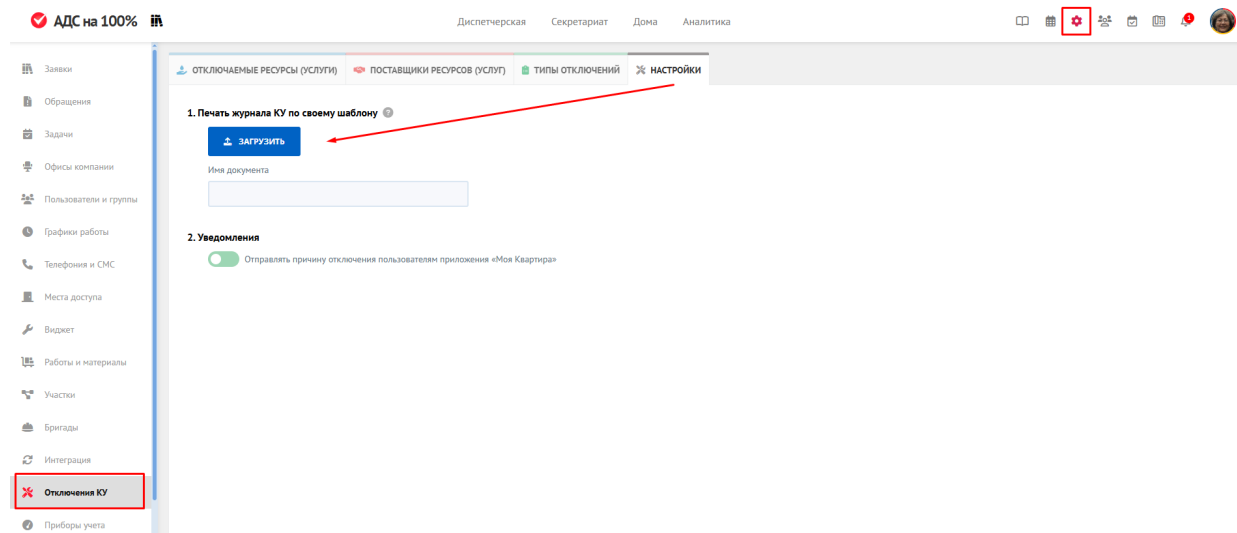 АДС на 100%
Диспетчерская Секретариат Дома Аналитика
1
Заявки
Обращения
Задачи
Офисы компании
Пользователи и группы
Графики работы
Телефония и СМС
Места доступа
Виджет
Работы и материалы
Участки
Бригады
Интеграция
Отключения КУ
Приборы учета
ОТКЛЮЧАЕМЫЕ РЕСУРСЫ (УСЛУГИ) ПОСТАВЩИКИ РЕСУРСОВ (УСЛУГ) ТИПЫ ОТКЛЮЧЕНИЙ НАСТРОЙКИ
1. Печать журнала КУ по своему шаблону ?
ЗАГРУЗИТЬ
Имя документа
2. Уведомления
Отправлять причину отключения пользователям приложения «Моя Квартира»